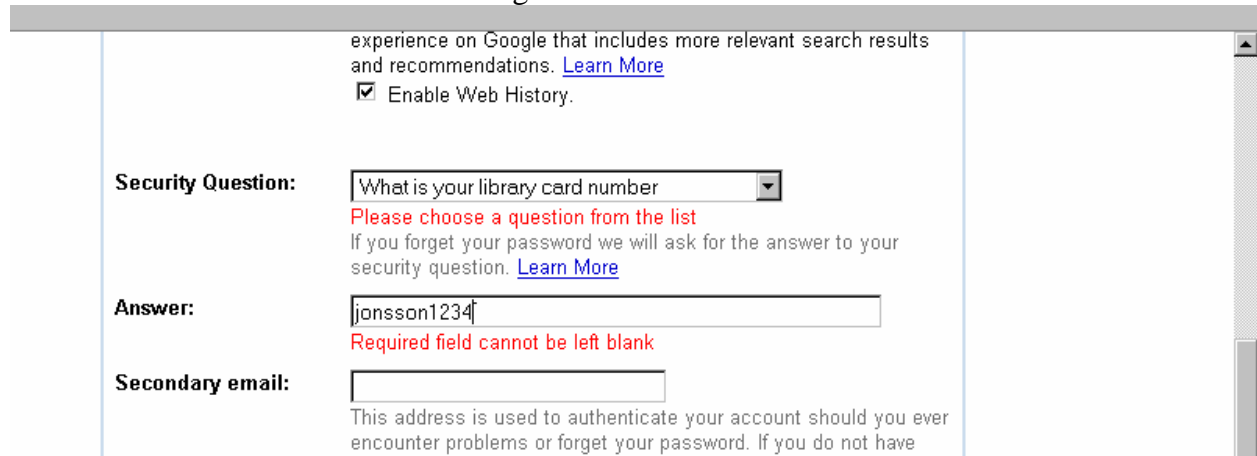 experience on Google that includes more relevant search results
and recommendations. Learn More
Enable Web History.
Security Question:
What is your library card number
Please choose a question from the list
If you forget your password we will ask for the answer to your
security question. Learn More
Answer:
jonsson1234
Required field cannot be left blank
Secondary email:
This address is used to authenticate your account should you ever
encounter problems or forget your password. If you do not have